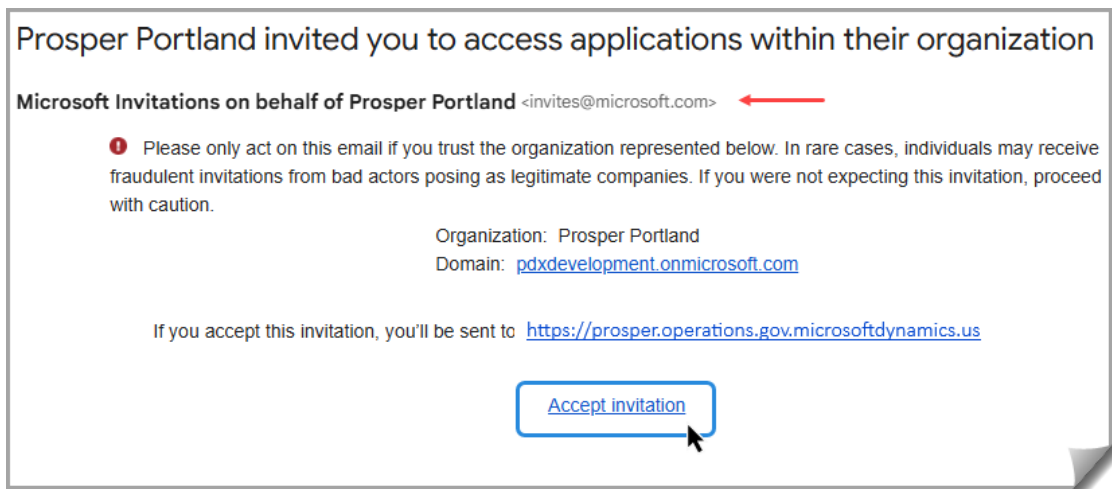 Prosper Portland invited you to access applications within their organization
Microsoft Invitations on behalf of Prosper Portland <invites@microsoft.com>
Please only act on this email if you trust the organization represented below. In rare cases, individuals may receive
fraudulent invitations from bad actors posing as legitimate companies. If you were not expecting this invitation, proceed
with caution.
Organization: Prosper Portland
Domain: pdxdevelopment.onmicrosoft.com
If you accept this invitation, you'll be sent to https://prosper.operations.gov.microsoftdynamics.us
Accept invitation